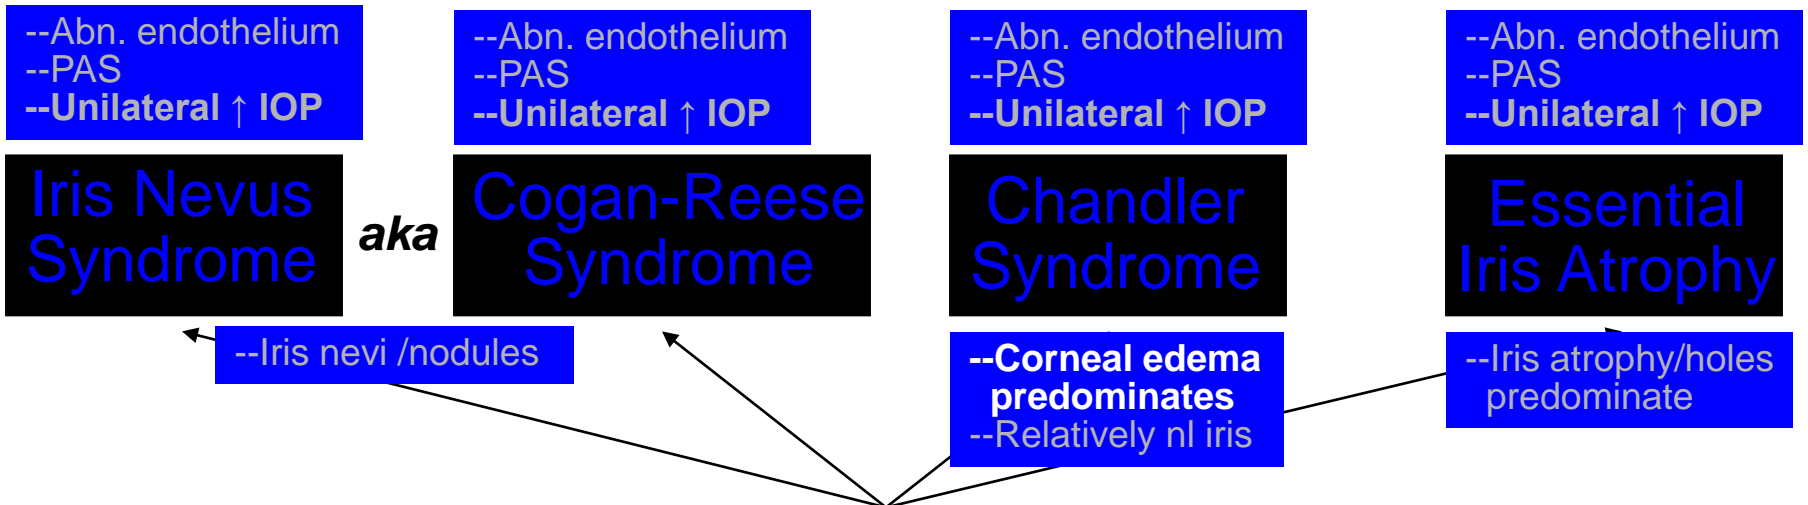 --Abn. endothelium
--PAS
--Unilateral ↑ IOP
--Abn. endothelium
--PAS
--Unilateral ↑ IOP
--Abn. endothelium
--PAS
--Unilateral ↑ IOP
--Abn. endothelium
--PAS
--Unilateral ↑ IOP
Iris Nevus
Syndrome
aka
Cogan-Reese
Syndrome
Chandler
Syndrome
Essential
Iris Atrophy
--Iris nevi /nodules
--Corneal edema
predominates
--Relatively nl iris
--Iris atrophy/holes
predominate